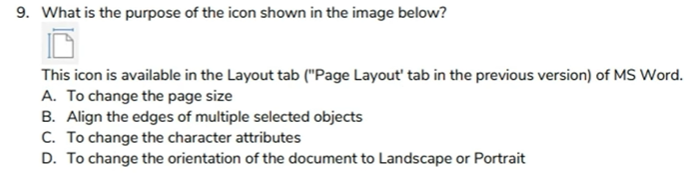 9. What is the purpose of the icon shown in the image below?
This icon is available in the Layout tab ("Page Layout' tab in the previous version) of MS Word.
A. To change the page size
B. Align the edges of multiple selected objects
C. To change the character attributes
D. To change the orientation of the document to Landscape or Portrait